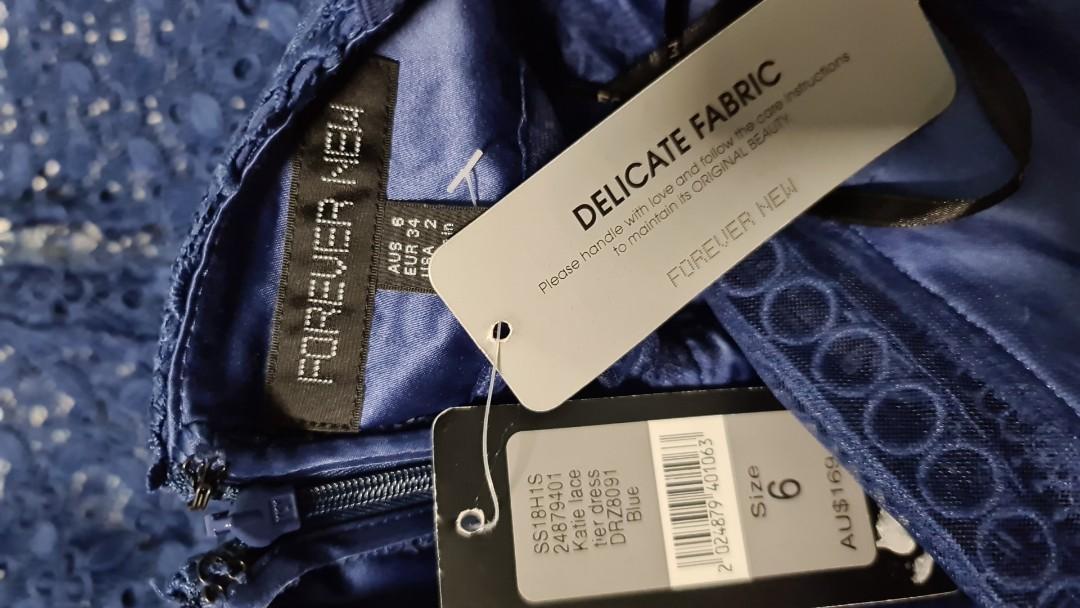 FOREVER NEW
AUS 6
EUR 34
USA 2
DELICATE FABRIC
Please handle with love and follow the care instructions
to maintain its ORIGINAL BEAUTY.
FOREVER NEW
SS18H1S
24879401
Katie lace
tier dress
DRZ8091
Blue
2 024879 401063
Size
6
AU$169